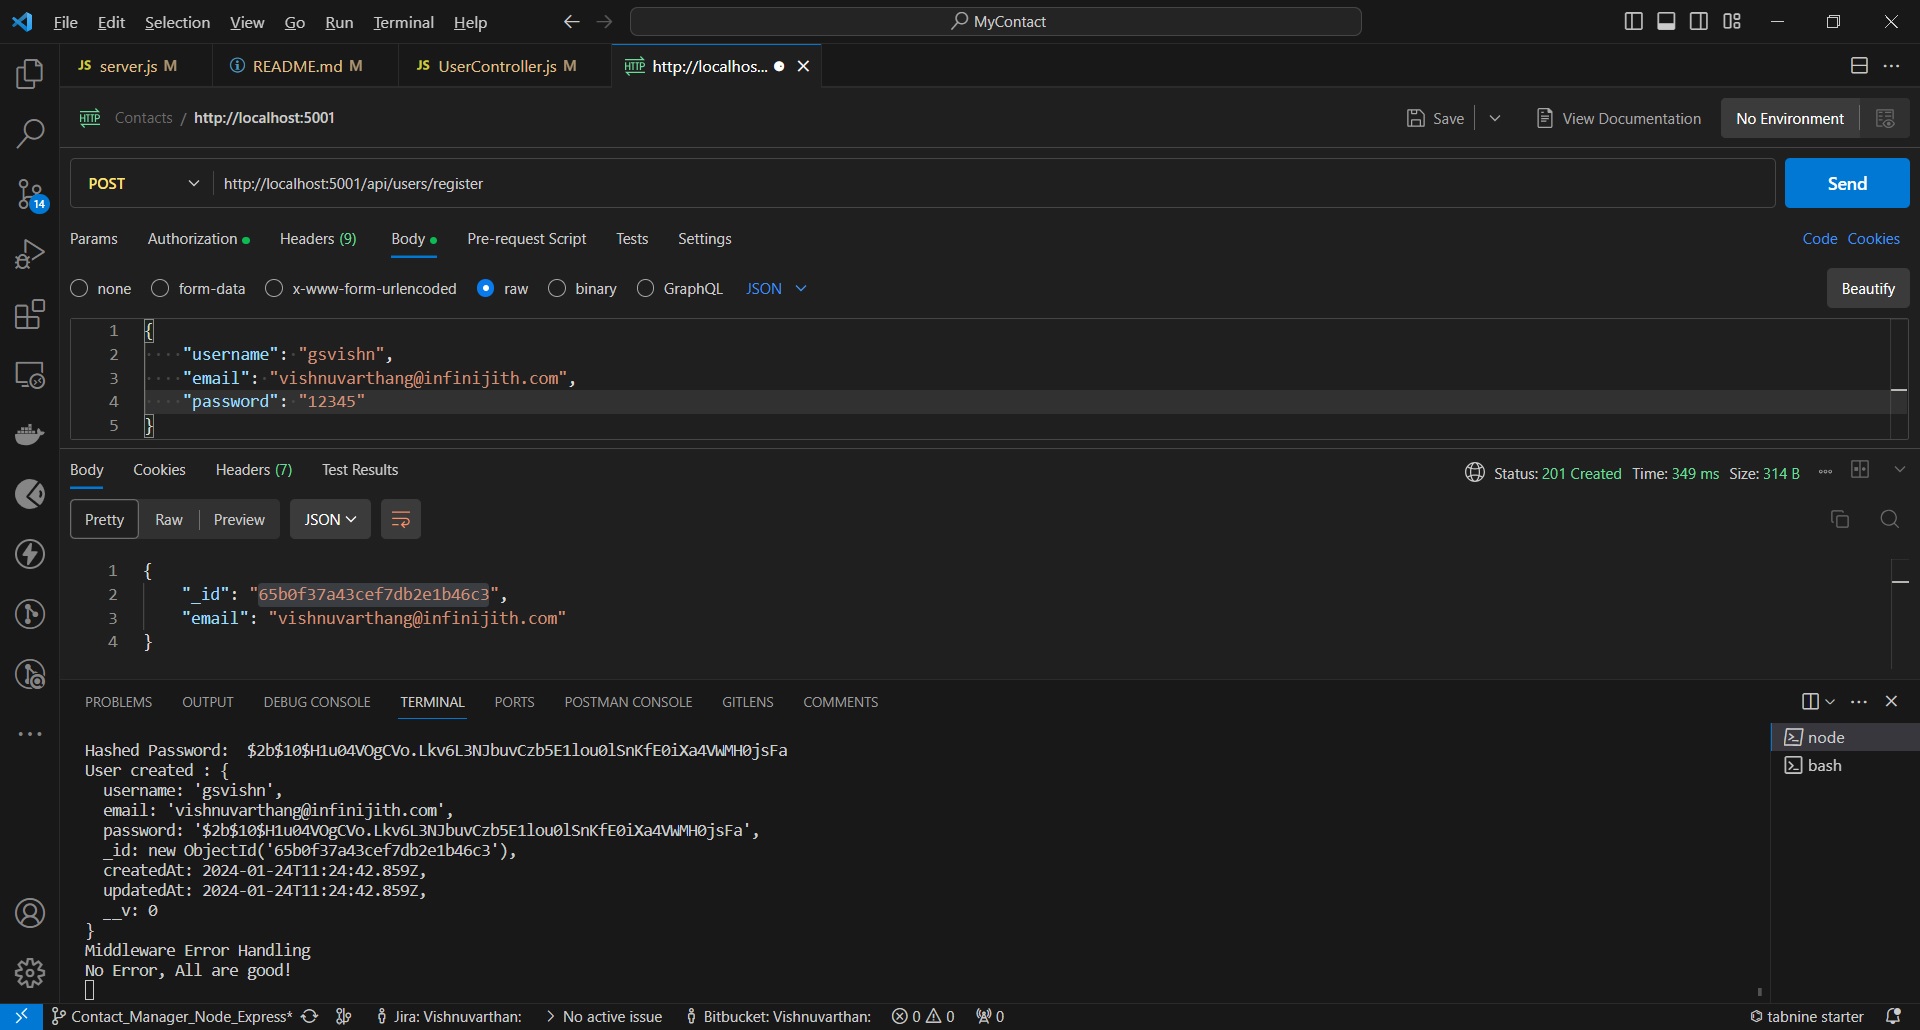 File Edit Selection View Go Run Terminal Help MyContact
JS server.js M README.md M JS UserController.js M HTTP http://localhos...
HTTP Contacts / http://localhost:5001 Save View Documentation No Environment
POST http://localhost:5001/api/users/register Send
Params Authorization Headers (9) Body Pre-request Script Tests Settings Code Cookies
none form-data x-www-form-urlencoded raw binary GraphQL JSON Beautify
1 {
2 ····"username":·"gsvishn",
3 ····"email":·"vishnuvarthang@infinijith.com",
4 ····"password":·"12345"
5 }
Body Cookies Headers (7) Test Results Status: 201 Created Time: 349 ms Size: 314 B
Pretty Raw Preview JSON
1 {
2 "_id": "65b0f37a43cef7db2e1b46c3",
3 "email": "vishnuvarthang@infinijith.com"
4 }
PROBLEMS OUTPUT DEBUG CONSOLE TERMINAL PORTS POSTMAN CONSOLE GITLENS COMMENTS
Hashed Password: $2b$10$H1u04VOgCVo.Lkv6L3NJbuvCzb5E1lou0lSnKfE0iXa4VWMH0jsFa
User created : {
username: 'gsvishn',
email: 'vishnuvarthang@infinijith.com',
password: '$2b$10$H1u04VOgCVo.Lkv6L3NJbuvCzb5E1lou0lSnKfE0iXa4VWMH0jsFa',
_id: new ObjectId('65b0f37a43cef7db2e1b46c3'),
createdAt: 2024-01-24T11:24:42.859Z,
updatedAt: 2024-01-24T11:24:42.859Z,
__v: 0
}
Middleware Error Handling
No Error, All are good!
node
bash
14
Contact_Manager_Node_Express* Jira: Vishnuvarthan: No active issue Bitbucket: Vishnuvarthan: 0 0 0 tabnine starter